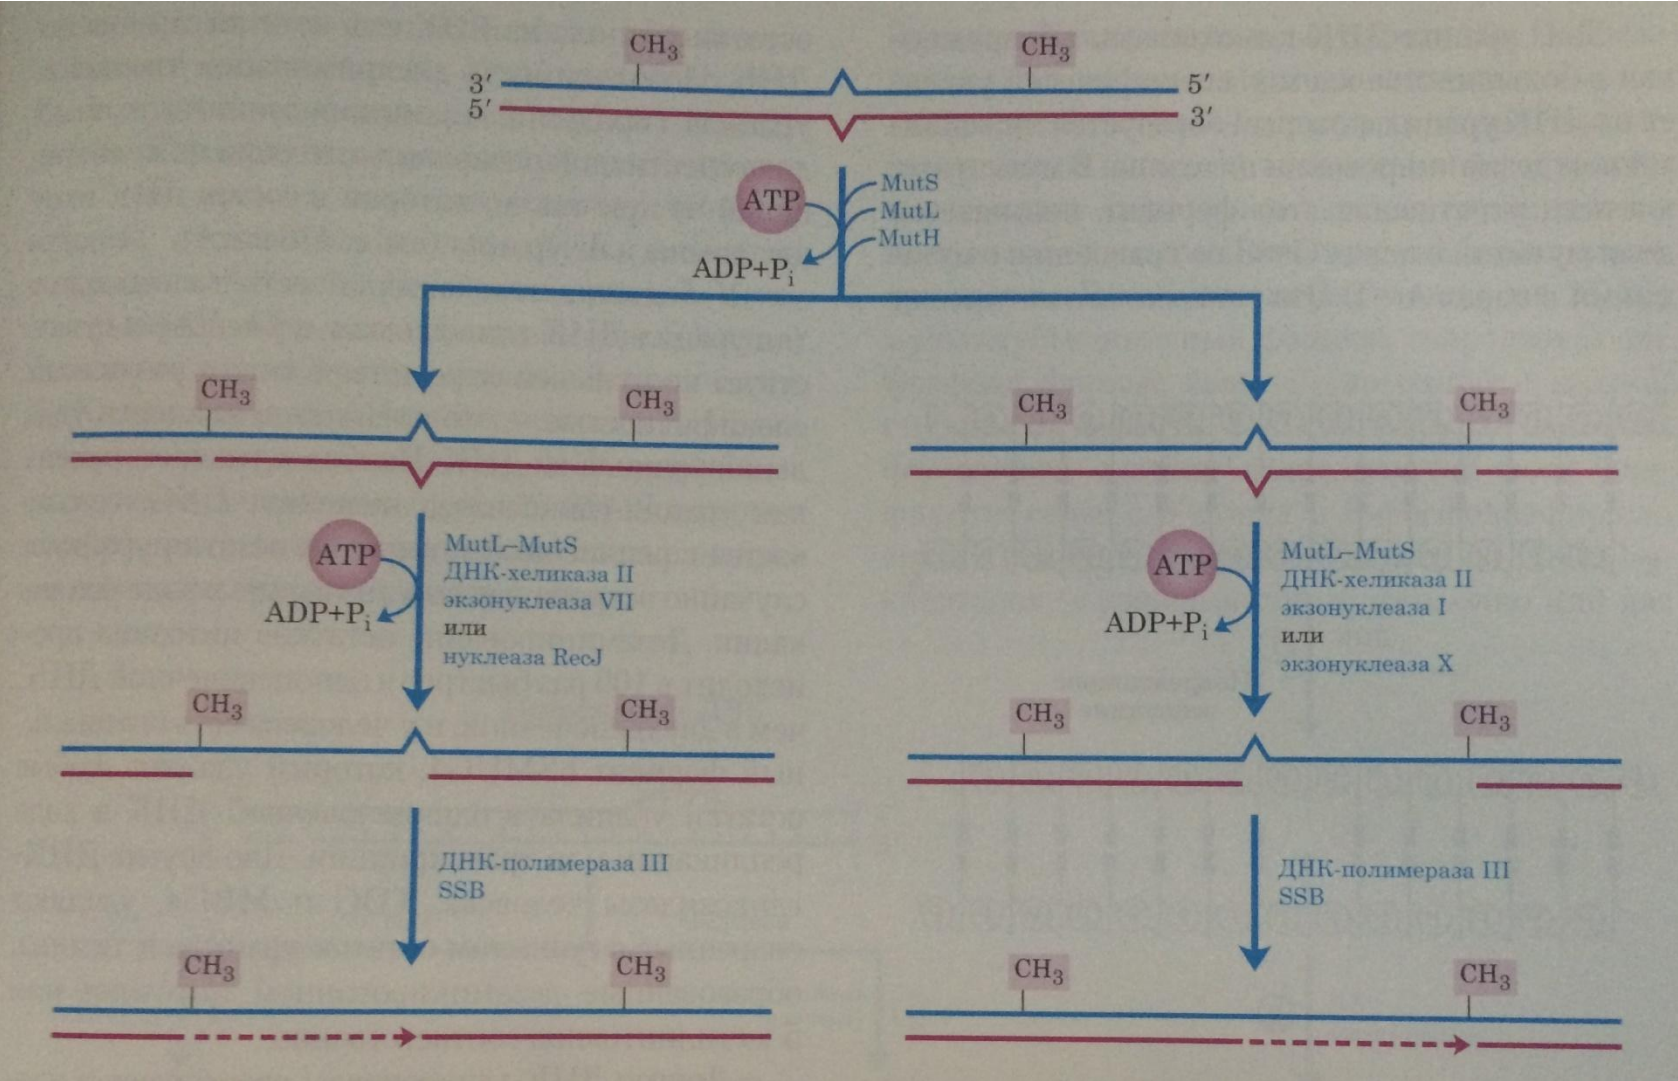 CH3 CH3
3′ 5′
5′ 3′
ATP
MutS
MutL
MutH
ADP+Pi
CH3 CH3
ATP
ADP+Pi
MutL–MutS
ДНК-хеликаза II
экзонуклеаза VII
или
нуклеаза RecJ
CH3 CH3
ДНК-полимераза III
SSB
CH3 CH3
CH3 CH3
ATP
ADP+Pi
MutL–MutS
ДНК-хеликаза II
экзонуклеаза I
или
экзонуклеаза X
CH3 CH3
ДНК-полимераза III
SSB
CH3 CH3